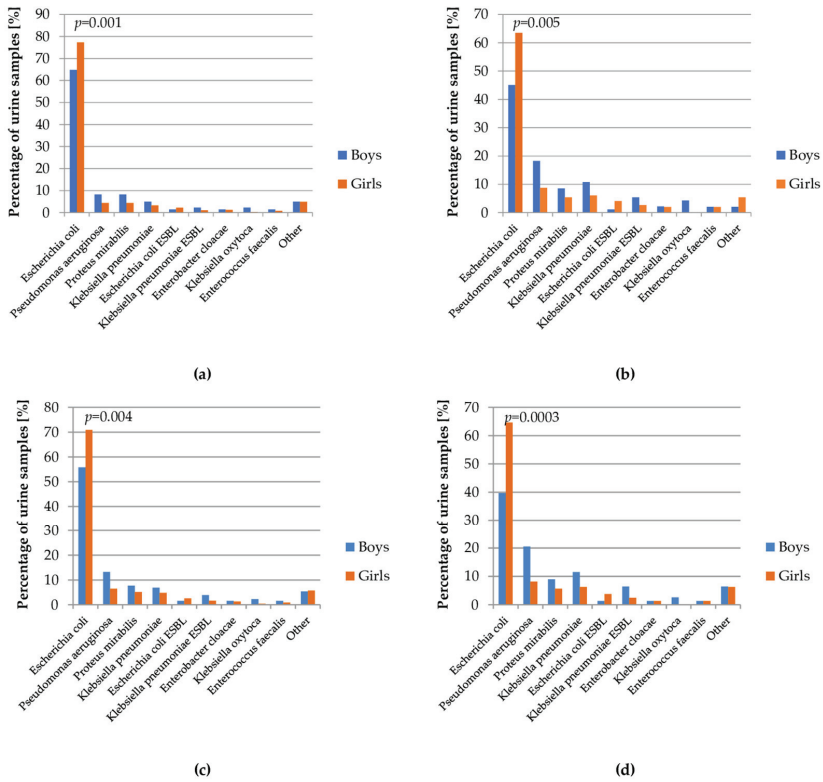 p=0.001
Percentage of urine samples [%]
90
80
70
60
50
40
30
20
10
0
Boys
Girls
Escherichia coli
Pseudomonas aeruginosa
Proteus mirabilis
Klebsiella pneumoniae
Escherichia coli ESBL
Klebsiella pneumoniae ESBL
Enterobacter cloacae
Klebsiella oxytoca
Enterococcus faecalis
Other
(a)
p=0.005
Percentage of urine samples [%]
70
60
50
40
30
20
10
0
Boys
Girls
Escherichia coli
Pseudomonas aeruginosa
Proteus mirabilis
Klebsiella pneumoniae
Escherichia coli ESBL
Klebsiella pneumoniae ESBL
Enterobacter cloacae
Klebsiella oxytoca
Enterococcus faecalis
Other
(b)
p=0.004
Percentage of urine samples [%]
80
70
60
50
40
30
20
10
0
Boys
Girls
Escherichia coli
Pseudomonas aeruginosa
Proteus mirabilis
Klebsiella pneumoniae
Escherichia coli ESBL
Klebsiella pneumoniae ESBL
Enterobacter cloacae
Klebsiella oxytoca
Enterococcus faecalis
Other
(c)
p=0.0003
Percentage of urine samples [%]
70
60
50
40
30
20
10
0
Boys
Girls
Escherichia coli
Pseudomonas aeruginosa
Proteus mirabilis
Klebsiella pneumoniae
Escherichia coli ESBL
Klebsiella pneumoniae ESBL
Enterobacter cloacae
Klebsiella oxytoca
Enterococcus faecalis
Other
(d)